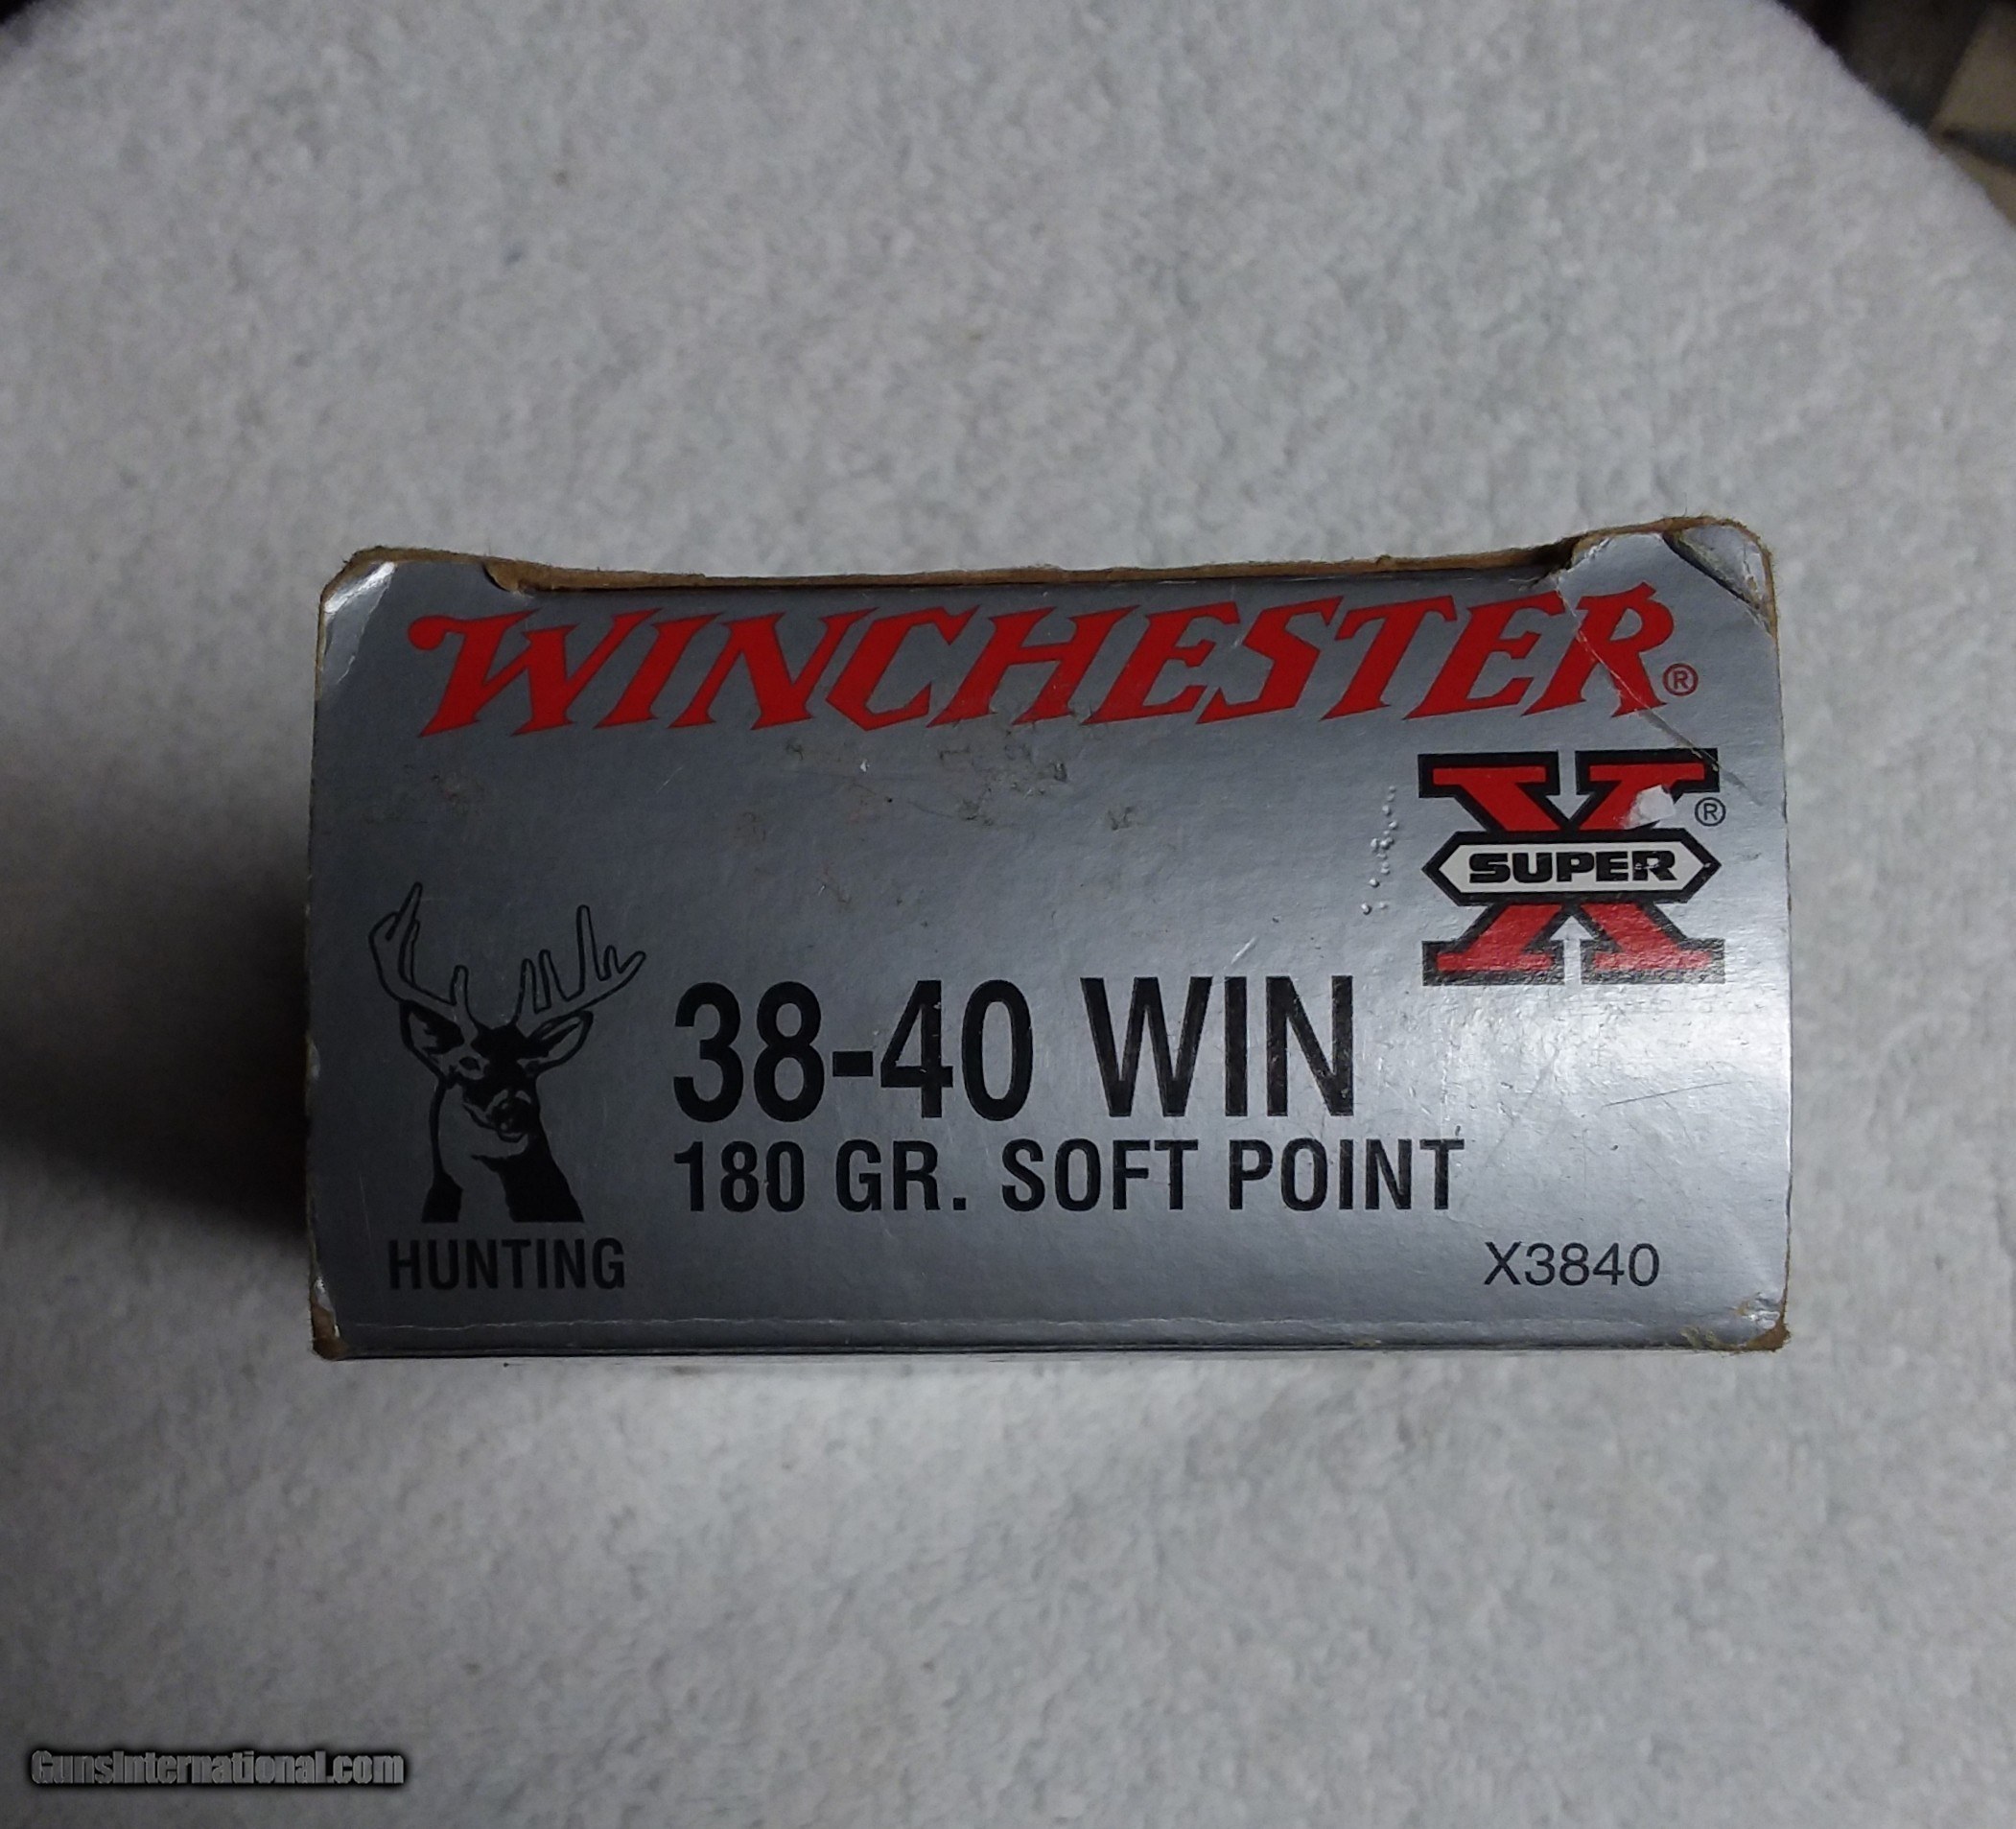 WINCHESTER®
SUPER X®
38-40 WIN
180 GR. SOFT POINT
HUNTING
X3840
GunsInternational.com